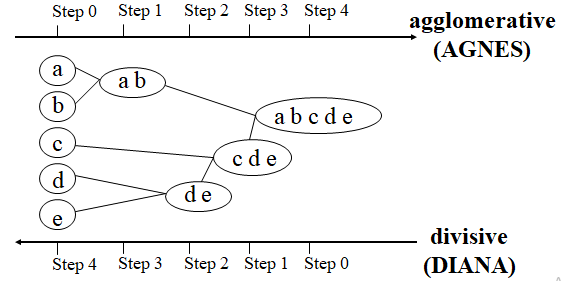 Step 0 Step 1 Step 2 Step 3 Step 4
agglomerative
(AGNES)
a
a b
b
a b c d e
c
c d e
d
d e
e
divisive
(DIANA)
Step 4 Step 3 Step 2 Step 1 Step 0